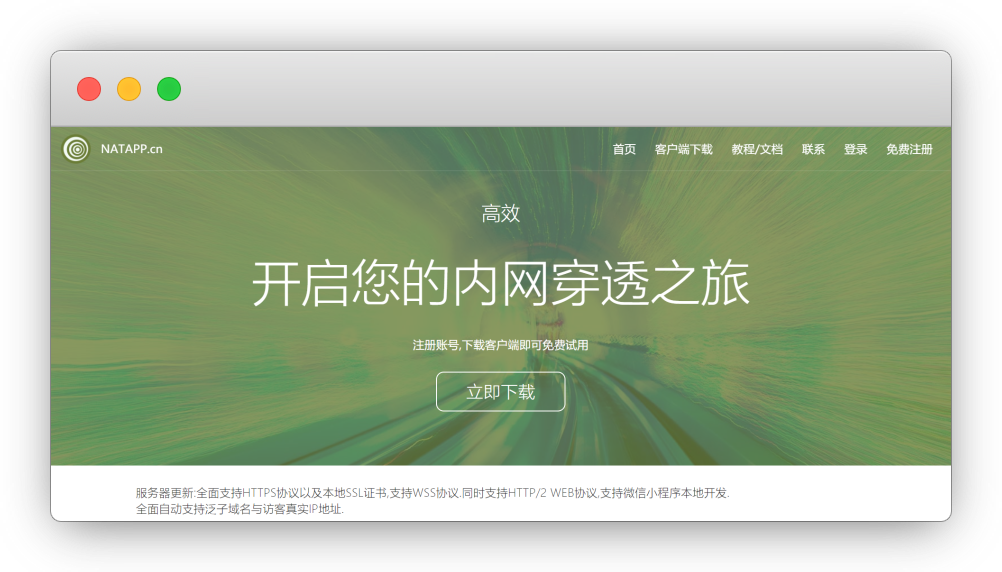 NATAPP.cn 首页 客户端下载 教程/文档 联系 登录 免费注册
高效
开启您的内网穿透之旅
注册账号,下载客户端即可免费试用
立即下载
服务器更新:全面支持HTTPS协议以及本地SSL证书,支持WSS协议.同时支持HTTP/2 WEB协议,支持微信小程序本地开发.
全面自动支持泛子域名与访客真实IP地址.